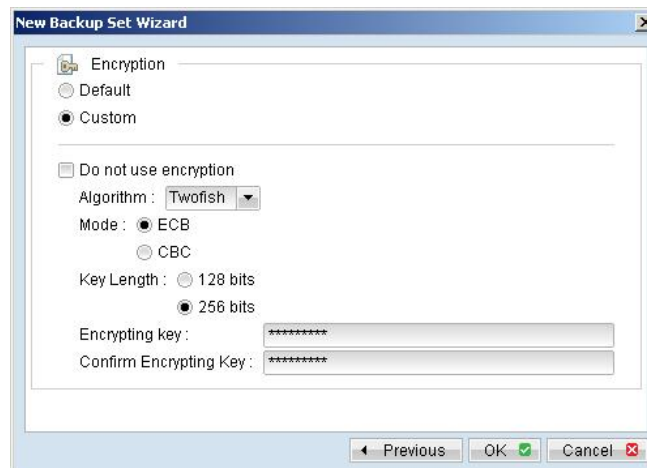 New Backup Set Wizard
Encryption
Default
Custom
Do not use encryption
Algorithm : Twofish
Mode : ECB
CBC
Key Length : 128 bits
256 bits
Encrypting key : *********
Confirm Encrypting Key : *********
Previous OK Cancel